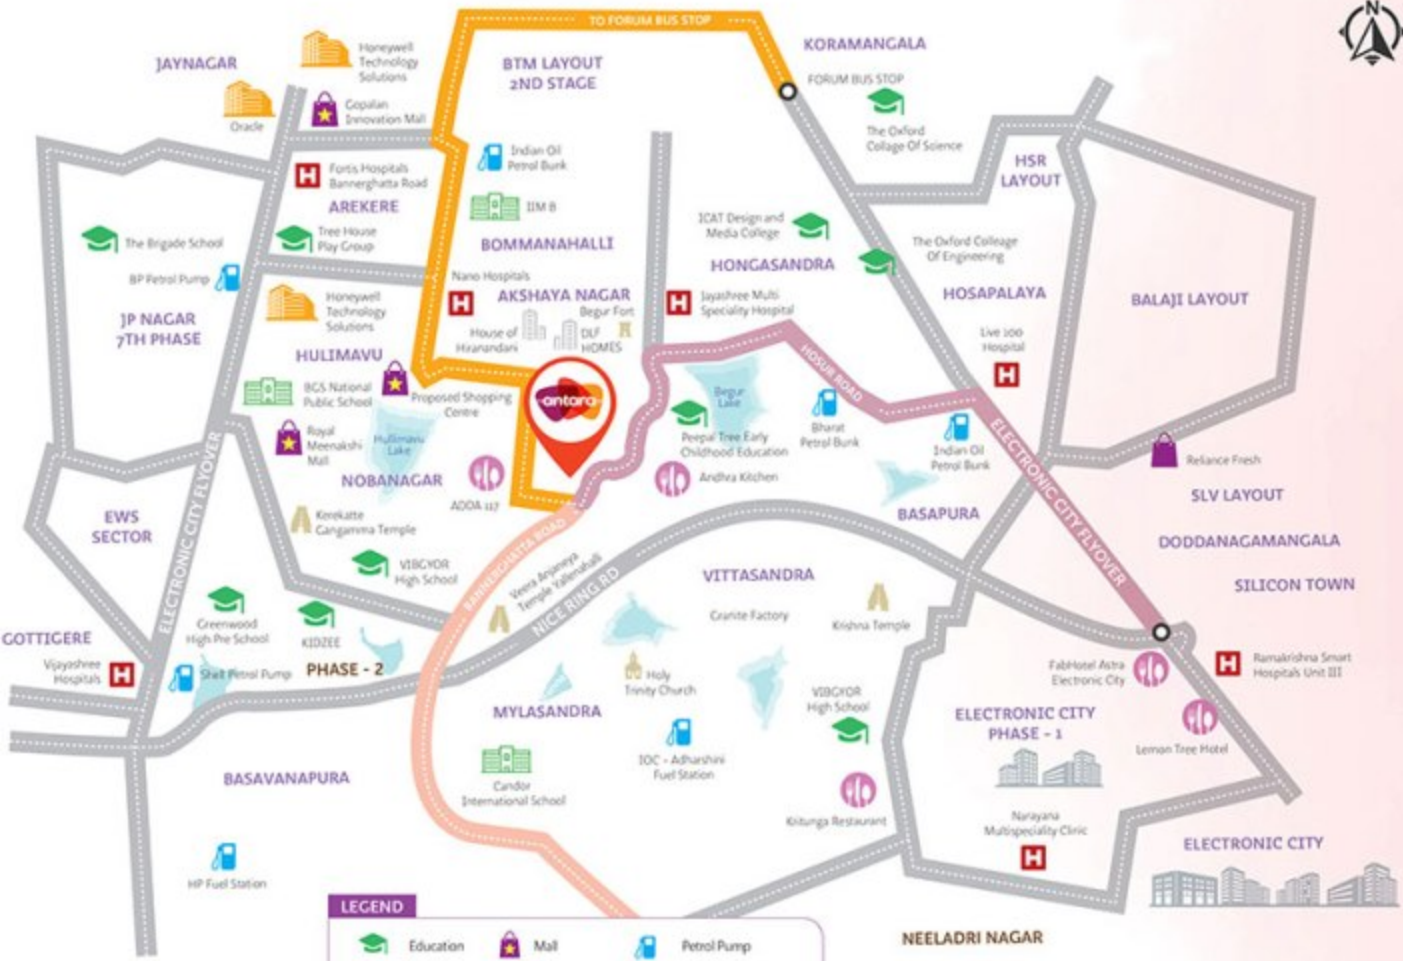 N
TO FORUM BUS STOP
KORAMANGALA
JAYNAGAR
Honeywell
Technology
Solutions
BTM LAYOUT
2ND STAGE
FORUM BUS STOP
Oracle
Gopalan
Innovation Mall
The Oxford
Collage Of Science
Indian Oil
Petrol Bunk
HSR
LAYOUT
Fortis Hospitals
Bannerghatta Road
AREKERE
IIM B
Tree House
Play Group
The Brigade School
BOMMANAHALLI
ICAT Design and
Media College
HONGASANDRA
The Oxford Colleage
Of Engineering
BP Petrol Pump
Nano Hospitals
AKSHAYA NAGAR
Begur Fort
Jayashree Multi
Speciality Hospital
HOSAPALAYA
BALAJI LAYOUT
JP NAGAR
7TH PHASE
Honeywell
Technology
Solutions
House of
Hiranandani
DLF
HOMES
Live 100
Hospital
HULIMAVU
HOSUR ROAD
BGS National
Public School
Proposed Shopping
Centre
antara
Begur
Lake
Bharat
Petrol Bunk
Peepal Tree Early
Childhood Education
Indian Oil
Petrol Bunk
Royal
Meenakshi
Mall
Hullimavu
Lake
NOBANAGAR
ADDA 117
Andhra Kitchen
ELECTRONIC CITY FLYOVER
Reliance Fresh
SLV LAYOUT
EWS
SECTOR
ELECTRONIC CITY FLYOVER
Kerekatte
Gangamma Temple
BANNERGHATTA ROAD
BASAPURA
DODDANAGAMANGALA
VIBGYOR
High School
Veera Anjaneya
Temple Yalenahali
NICE RING RD
VITTASANDRA
SILICON TOWN
Granite Factory
Krishna Temple
Greenwood
High Pre School
KIDZEE
GOTTIGERE
Vijayashree
Hospitals
Shell Petrol Pump
PHASE - 2
Holy
Trinity Church
FabHotel Astra
Electronic City
Ramakrishna Smart
Hospitals Unit III
MYLASANDRA
VIBGYOR
High School
ELECTRONIC CITY
PHASE - 1
Lemon Tree Hotel
IOC - Adharshini
Fuel Station
BASAVANAPURA
Candor
International School
Kritunga Restaurant
Narayana
Multispeciality Clinic
ELECTRONIC CITY
HP Fuel Station
LEGEND
Education
Mall
Petrol Pump
NEELADRI NAGAR